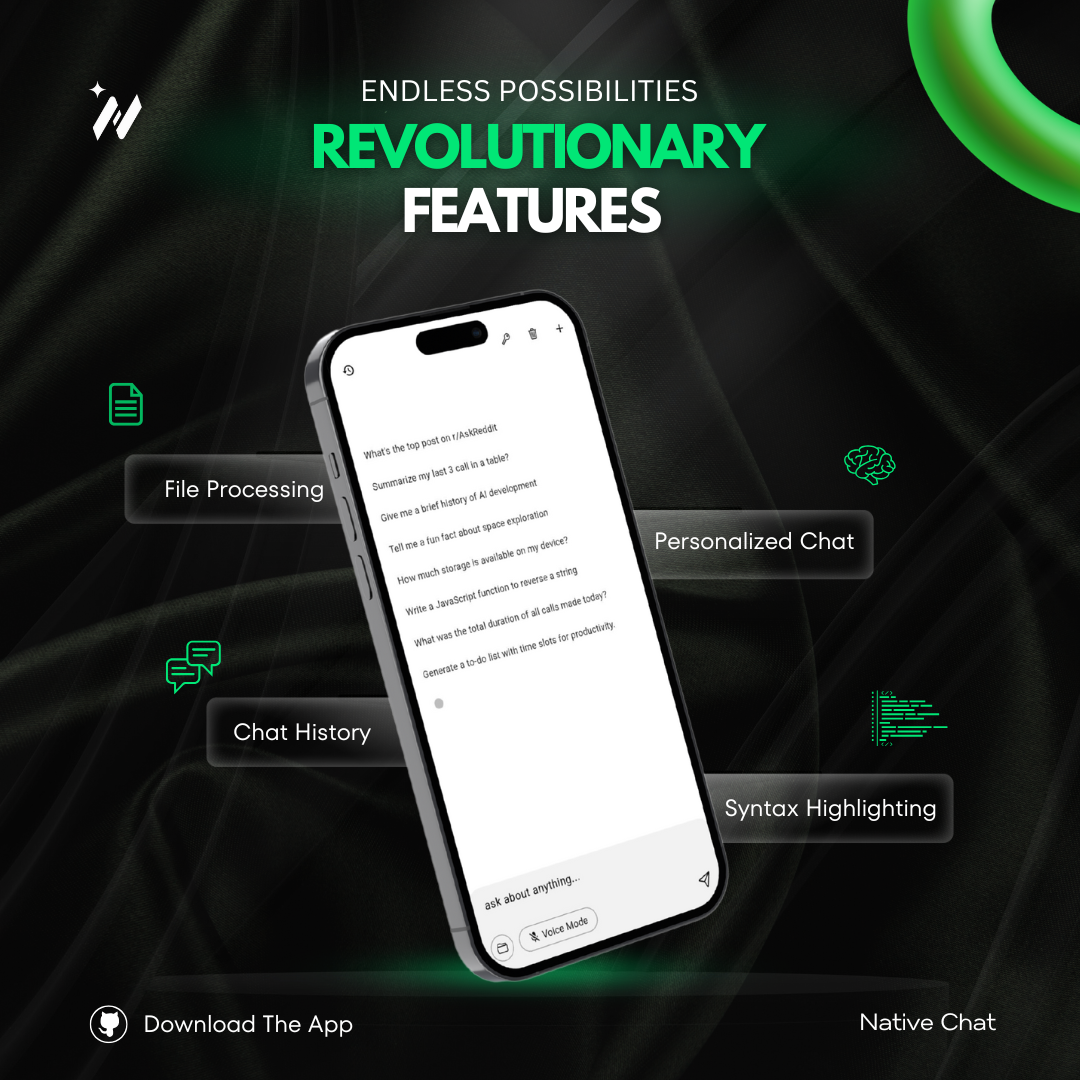 ENDLESS POSSIBILITIES
REVOLUTIONARY
FEATURES
File Processing
Personalized Chat
Chat History
Syntax Highlighting
What's the top post on r/AskReddit
Summarize my last 3 call in a table?
Give me a brief history of AI development
Tell me a fun fact about space exploration
How much storage is available on my device?
Write a JavaScript function to reverse a string
What was the total duration of all calls made today?
Generate a to-do list with time slots for productivity.
ask about anything...
Voice Mode
Download The App
Native Chat